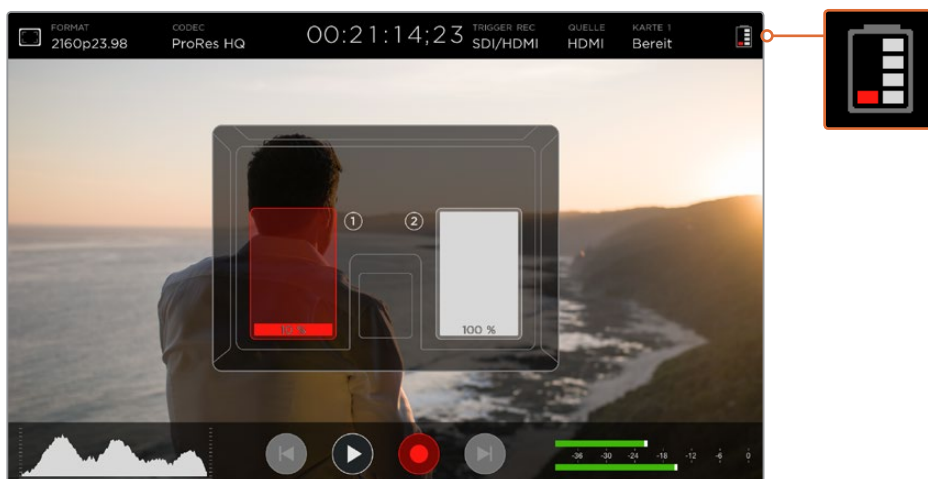 FORMAT
2160p23.98
CODEC
ProRes HQ
00:21:14;23
TRIGGER REC
SDI/HDMI
QUELLE
HDMI
KARTE 1
Bereit
1
2
10 %
100 %
-36 -30 -24 -18 -12 -6 0